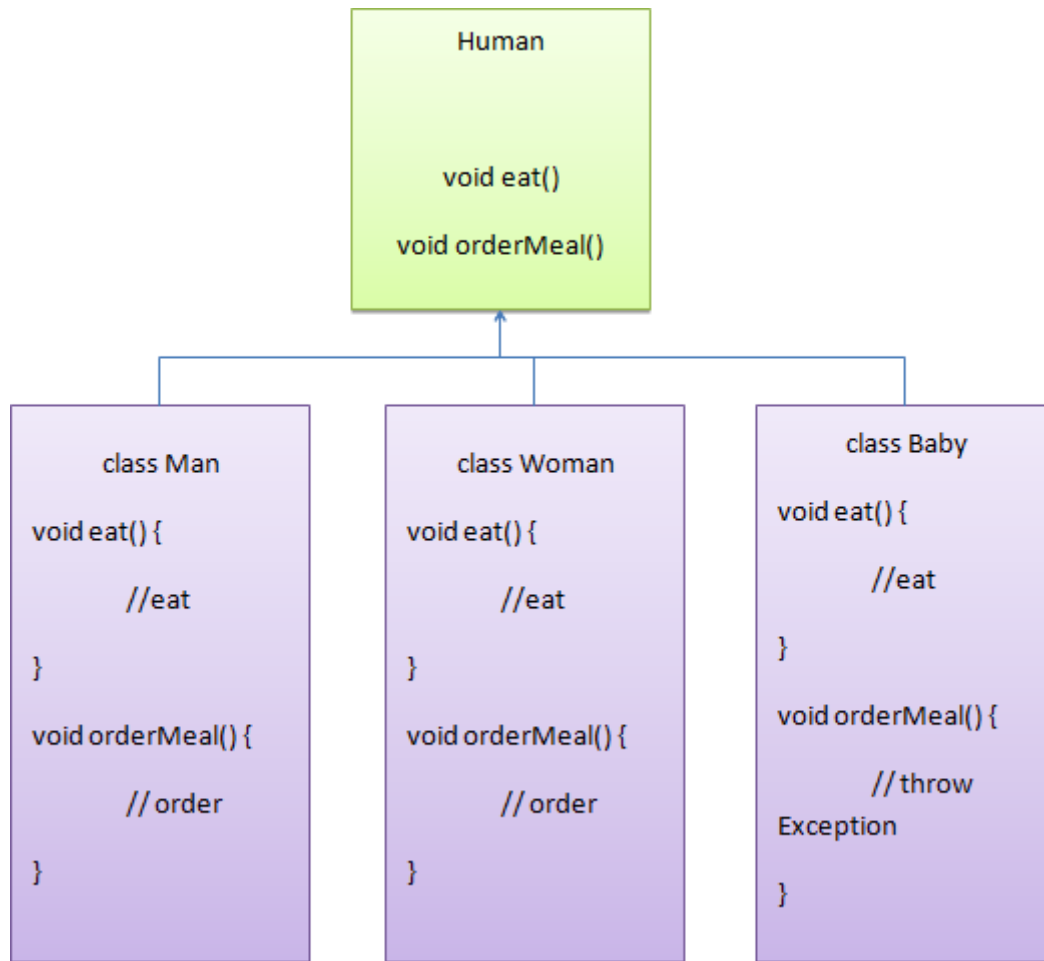 Human
void eat()
void orderMeal()
class Man
void eat() {
//eat
}
void orderMeal() {
// order
}
class Woman
void eat() {
//eat
}
void orderMeal() {
// order
}
class Baby
void eat() {
//eat
}
void orderMeal() {
// throw
Exception
}